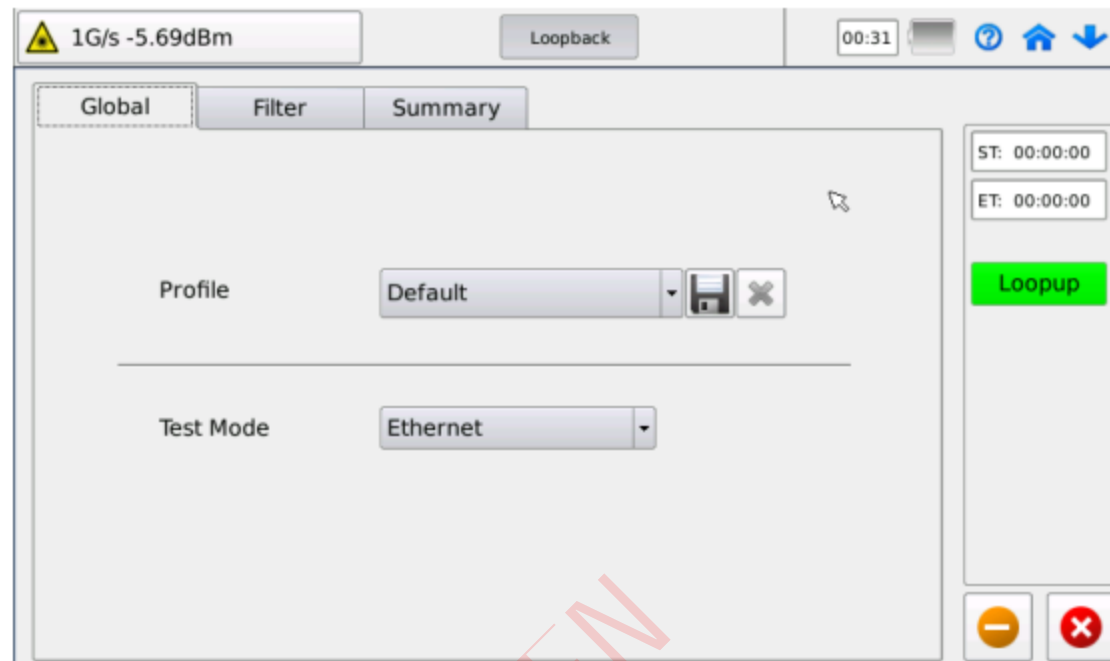 1G/s -5.69dBm
Loopback
00:31
Global
Filter
Summary
ST: 00:00:00
ET: 00:00:00
Profile
Default
Loopup
Test Mode
Ethernet